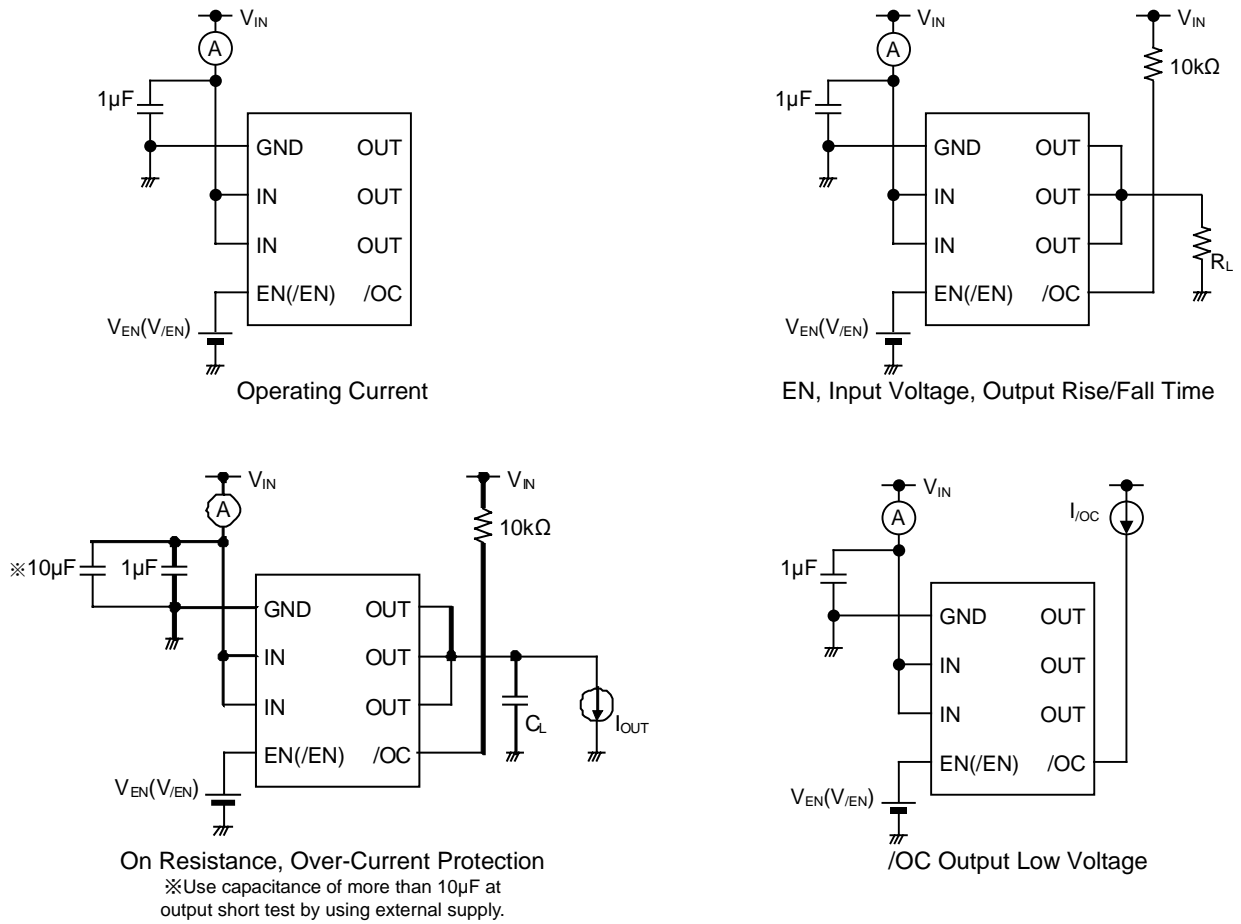 V_IN
A
1µF
GND OUT
IN OUT
IN OUT
EN(/EN) /OC
V_EN(V_/EN)
Operating Current
V_IN
V_IN
A
10kΩ
1µF
GND OUT
IN OUT
IN OUT
R_L
EN(/EN) /OC
V_EN(V_/EN)
EN, Input Voltage, Output Rise/Fall Time
V_IN
V_IN
A
10kΩ
※10µF 1µF
GND OUT
IN OUT
IN OUT
C_L
I_OUT
EN(/EN) /OC
V_EN(V_/EN)
On Resistance, Over-Current Protection
※Use capacitance of more than 10µF at
output short test by using external supply.
V_IN
A
I_/OC
1µF
GND OUT
IN OUT
IN OUT
EN(/EN) /OC
V_EN(V_/EN)
/OC Output Low Voltage